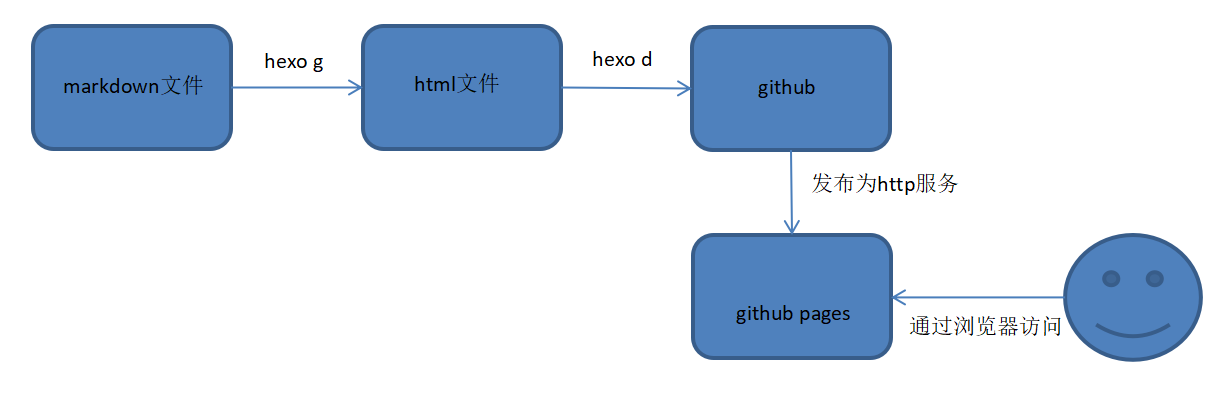 markdown文件
hexo g
html文件
hexo d
github
发布为http服务
github pages
通过浏览器访问